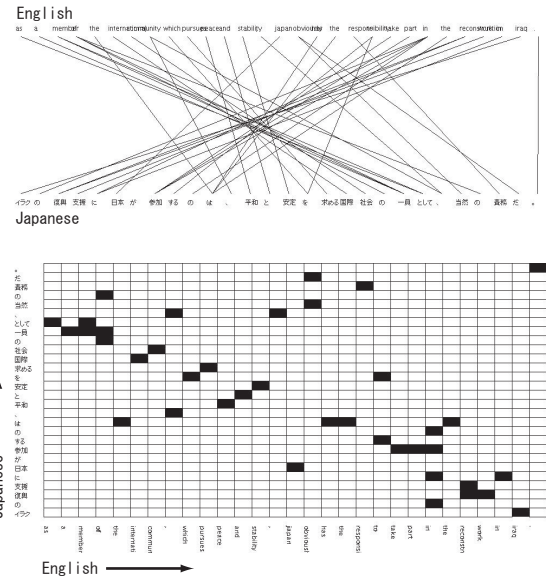 English
as a member of the international community which pursues peace and stability , japan obviously has the responsibility to take part in the reconstruction work in iraq .
イラク の 復興 支援 に 日本 が 参加 する の は 、 平和 と 安定 を 求める 国際 社会 の 一員 として 、 当然 の 義務 だ 。
Japanese
。
だ
義務
の
当然
、
として
一員
の
社会
国際
求める
を
安定
と
平和
、
は
の
する
参加
が
日本
に
支援
復興
の
イラク
Japanese
as
a
member
of
the
internati
commun
,
which
pursues
peace
and
stability
,
japan
obviousl
has
the
responsi
to
take
part
in
the
reconstr
work
in
iraq
.
English